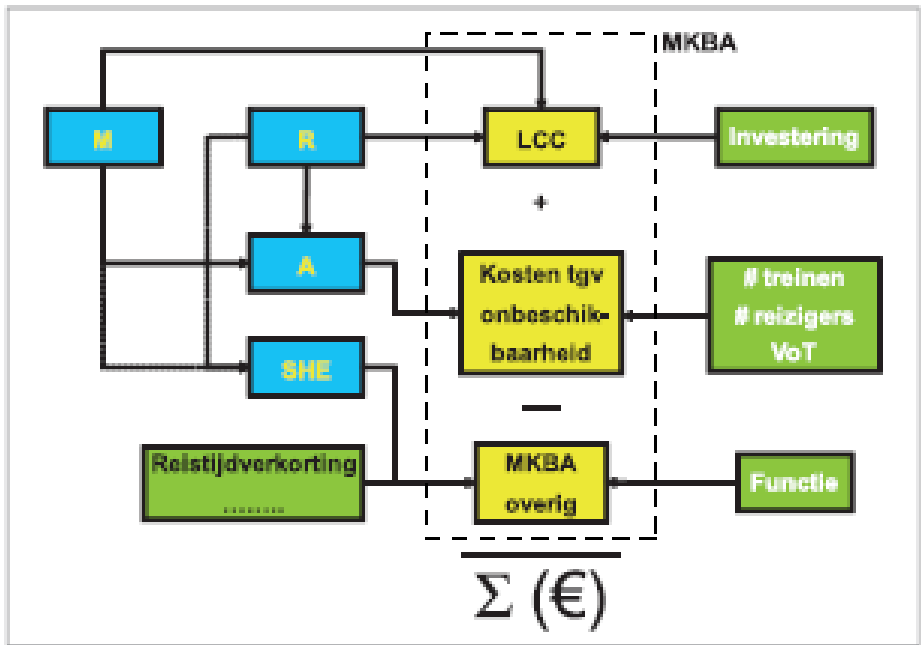 MKBA
M
R
LCC
Investering
+
A
Kosten tgv
onbeschik-
baarheid
# treinen
# reizigers
VoT
SHE
—
Reistijdverkorting
.........
MKBA
overig
Functie
Σ (€)